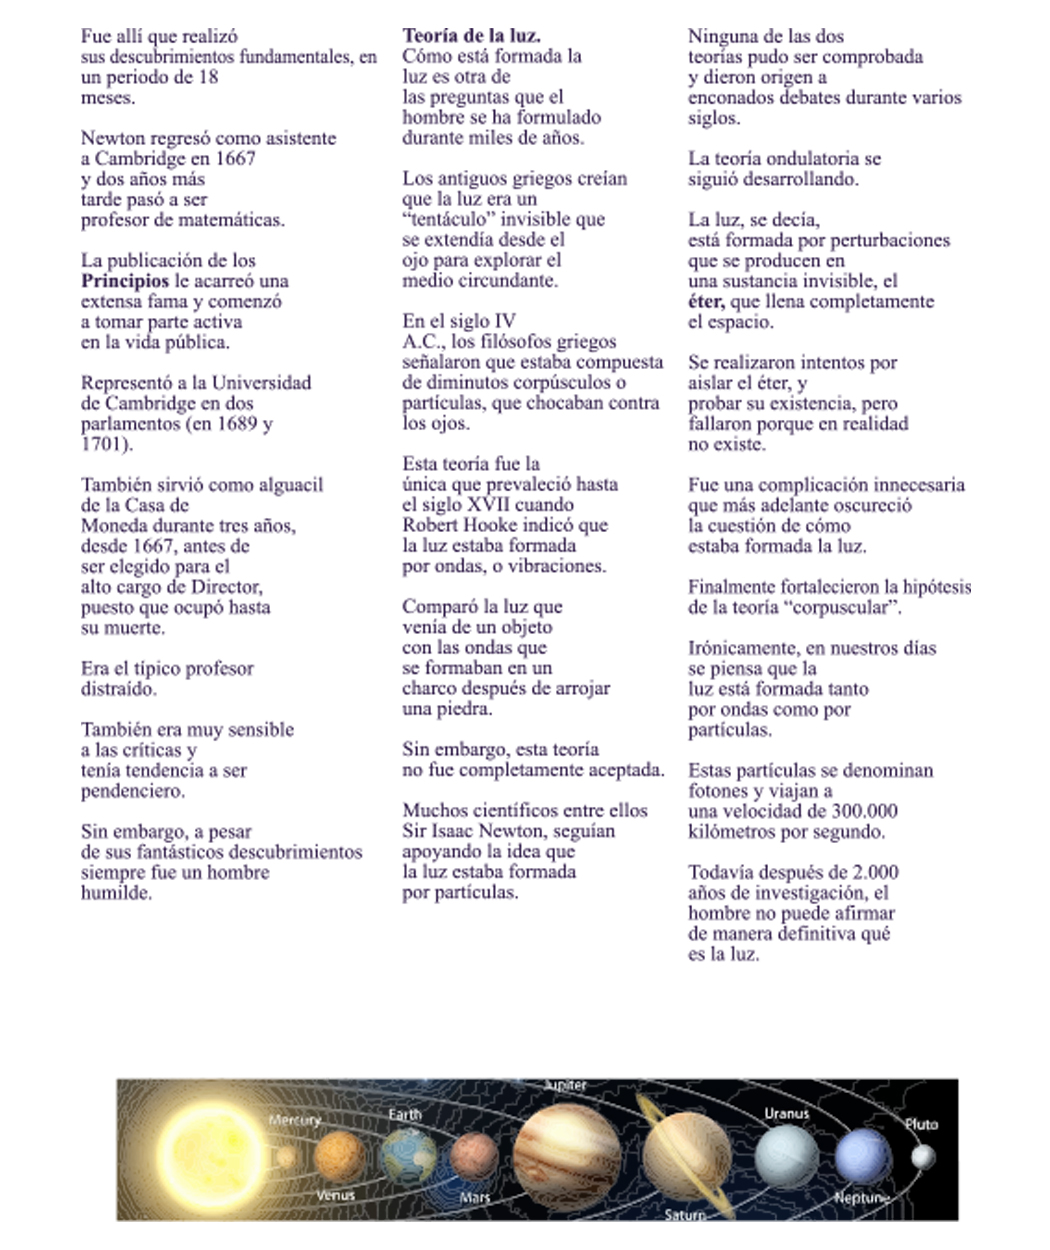 Fue allí que realizó
sus descubrimientos fundamentales, en
un periodo de 18
meses.
Newton regresó como asistente
a Cambridge en 1667
y dos años más
tarde pasó a ser
profesor de matemáticas.
La publicación de los
Principios le acarreó una
extensa fama y comenzó
a tomar parte activa
en la vida pública.
Representó a la Universidad
de Cambridge en dos
parlamentos (en 1689 y
1701).
También sirvió como alguacil
de la Casa de
Moneda durante tres años,
desde 1667, antes de
ser elegido para el
alto cargo de Director,
puesto que ocupó hasta
su muerte.
Era el típico profesor
distraído.
También era muy sensible
a las críticas y
tenía tendencia a ser
pendenciero.
Sin embargo, a pesar
de sus fantásticos descubrimientos
siempre fue un hombre
humilde.
Teoría de la luz.
Cómo está formada la
luz es otra de
las preguntas que el
hombre se ha formulado
durante miles de años.
Los antiguos griegos creían
que la luz era un
“tentáculo” invisible que
se extendía desde el
ojo para explorar el
medio circundante.
En el siglo IV
A.C., los filósofos griegos
señalaron que estaba compuesta
de diminutos corpúsculos o
partículas, que chocaban contra
los ojos.
Esta teoría fue la
única que prevaleció hasta
el siglo XVII cuando
Robert Hooke indicó que
la luz estaba formada
por ondas, o vibraciones.
Comparó la luz que
venía de un objeto
con las ondas que
se formaban en un
charco después de arrojar
una piedra.
Sin embargo, esta teoría
no fue completamente aceptada.
Muchos científicos entre ellos
Sir Isaac Newton, seguían
apoyando la idea que
la luz estaba formada
por partículas.
Ninguna de las dos
teorías pudo ser comprobada
y dieron origen a
enconados debates durante varios
siglos.
La teoría ondulatoria se
siguió desarrollando.
La luz, se decía,
está formada por perturbaciones
que se producen en
una sustancia invisible, el
éter, que llena completamente
el espacio.
Se realizaron intentos por
aislar el éter, y
probar su existencia, pero
fallaron porque en realidad
no existe.
Fue una complicación innecesaria
que más adelante oscureció
la cuestión de cómo
estaba formada la luz.
Finalmente fortalecieron la hipótesis
de la teoría “corpuscular”.
Irónicamente, en nuestros días
se piensa que la
luz está formada tanto
por ondas como por
partículas.
Estas partículas se denominan
fotones y viajan a
una velocidad de 300.000
kilómetros por segundo.
Todavía después de 2.000
años de investigación, el
hombre no puede afirmar
de manera definitiva qué
es la luz.
Mercury
Venus
Earth
Mars
Jupiter
Saturn
Uranus
Neptune
Pluto